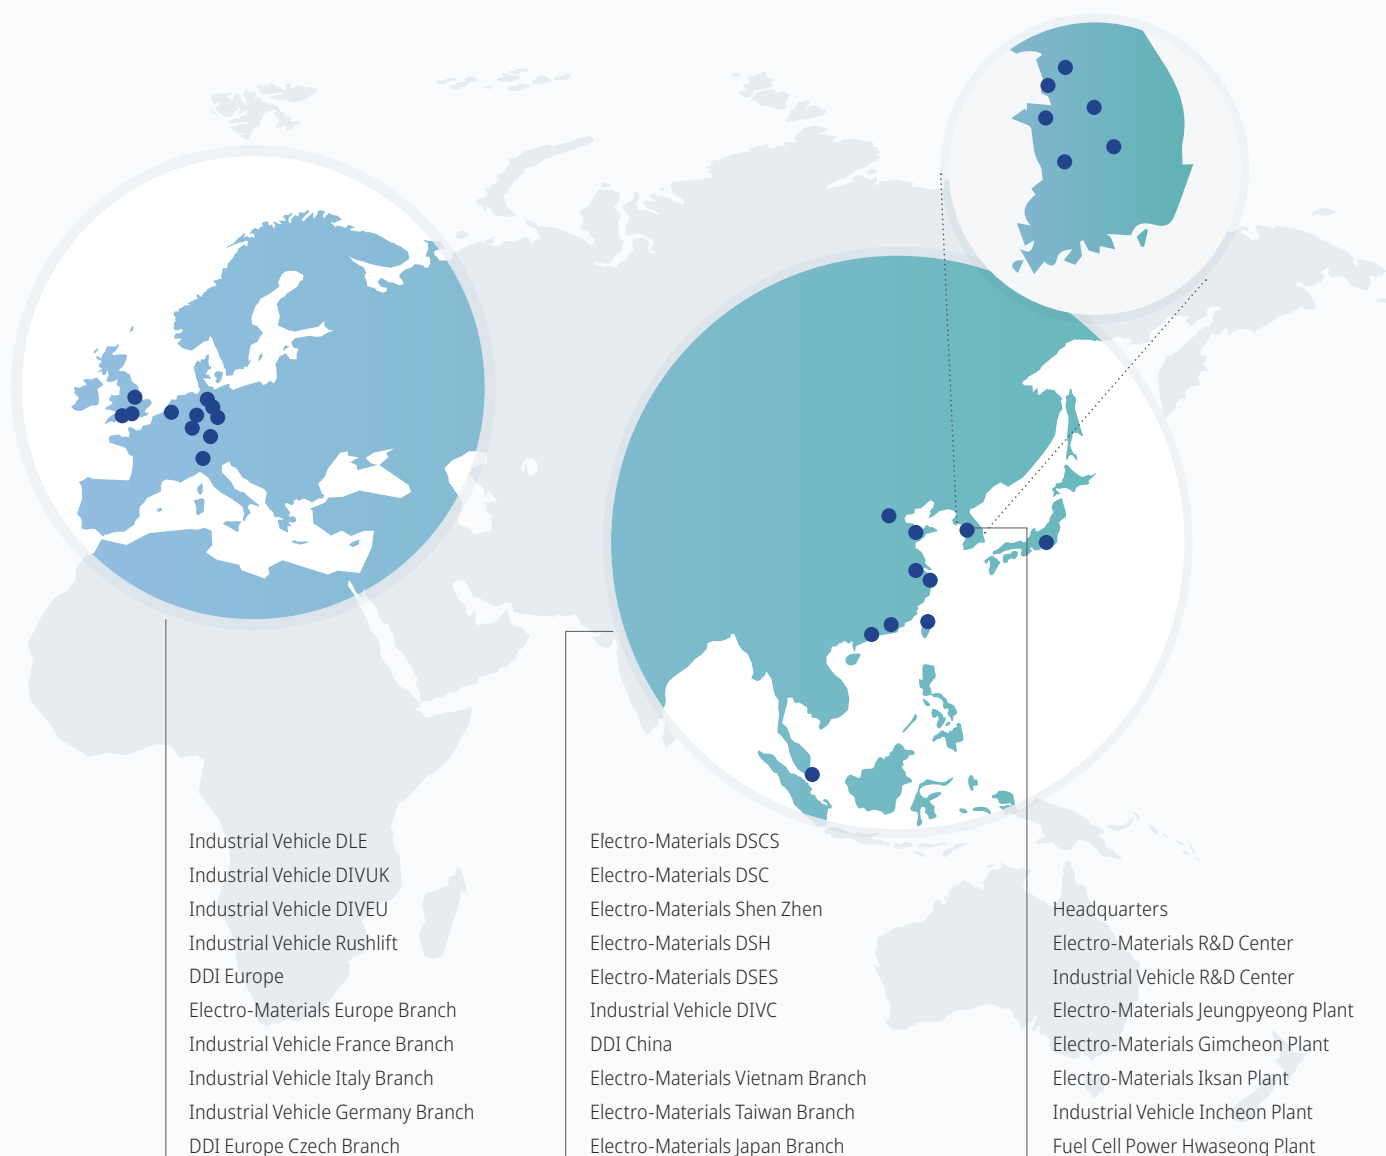 Industrial Vehicle DLE
Industrial Vehicle DIVUK
Industrial Vehicle DIVEU
Industrial Vehicle Rushlift
DDI Europe
Electro-Materials Europe Branch
Industrial Vehicle France Branch
Industrial Vehicle Italy Branch
Industrial Vehicle Germany Branch
DDI Europe Czech Branch
Electro-Materials DSCS
Electro-Materials DSC
Electro-Materials Shen Zhen
Electro-Materials DSH
Electro-Materials DSES
Industrial Vehicle DIVC
DDI China
Electro-Materials Vietnam Branch
Electro-Materials Taiwan Branch
Electro-Materials Japan Branch
Headquarters
Electro-Materials R&D Center
Industrial Vehicle R&D Center
Electro-Materials Jeungpyeong Plant
Electro-Materials Gimcheon Plant
Electro-Materials Iksan Plant
Industrial Vehicle Incheon Plant
Fuel Cell Power Hwaseong Plant